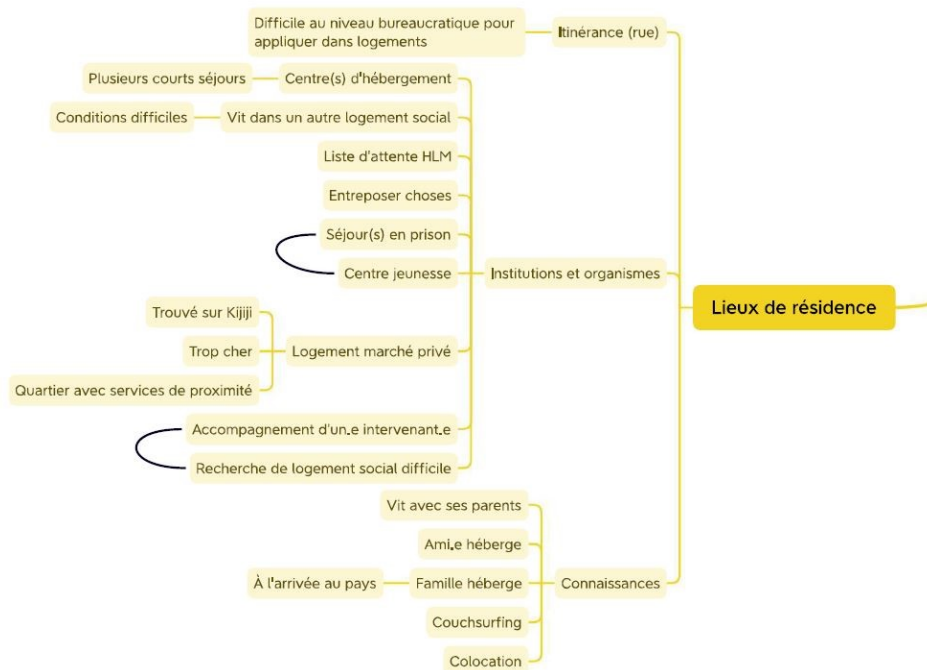 Difficile au niveau bureaucratique pour
appliquer dans logements
Itinérance (rue)
Plusieurs courts séjours
Centre(s) d'hébergement
Conditions difficiles
Vit dans un autre logement social
Liste d'attente HLM
Entreposer choses
Séjour(s) en prison
Centre jeunesse
Institutions et organismes
Lieux de résidence
Trouvé sur Kijiji
Trop cher
Logement marché privé
Quartier avec services de proximité
Accompagnement d'un.e intervenant.e
Recherche de logement social difficile
Vit avec ses parents
Ami.e héberge
À l'arrivée au pays
Famille héberge
Connaissances
Couchsurfing
Colocation